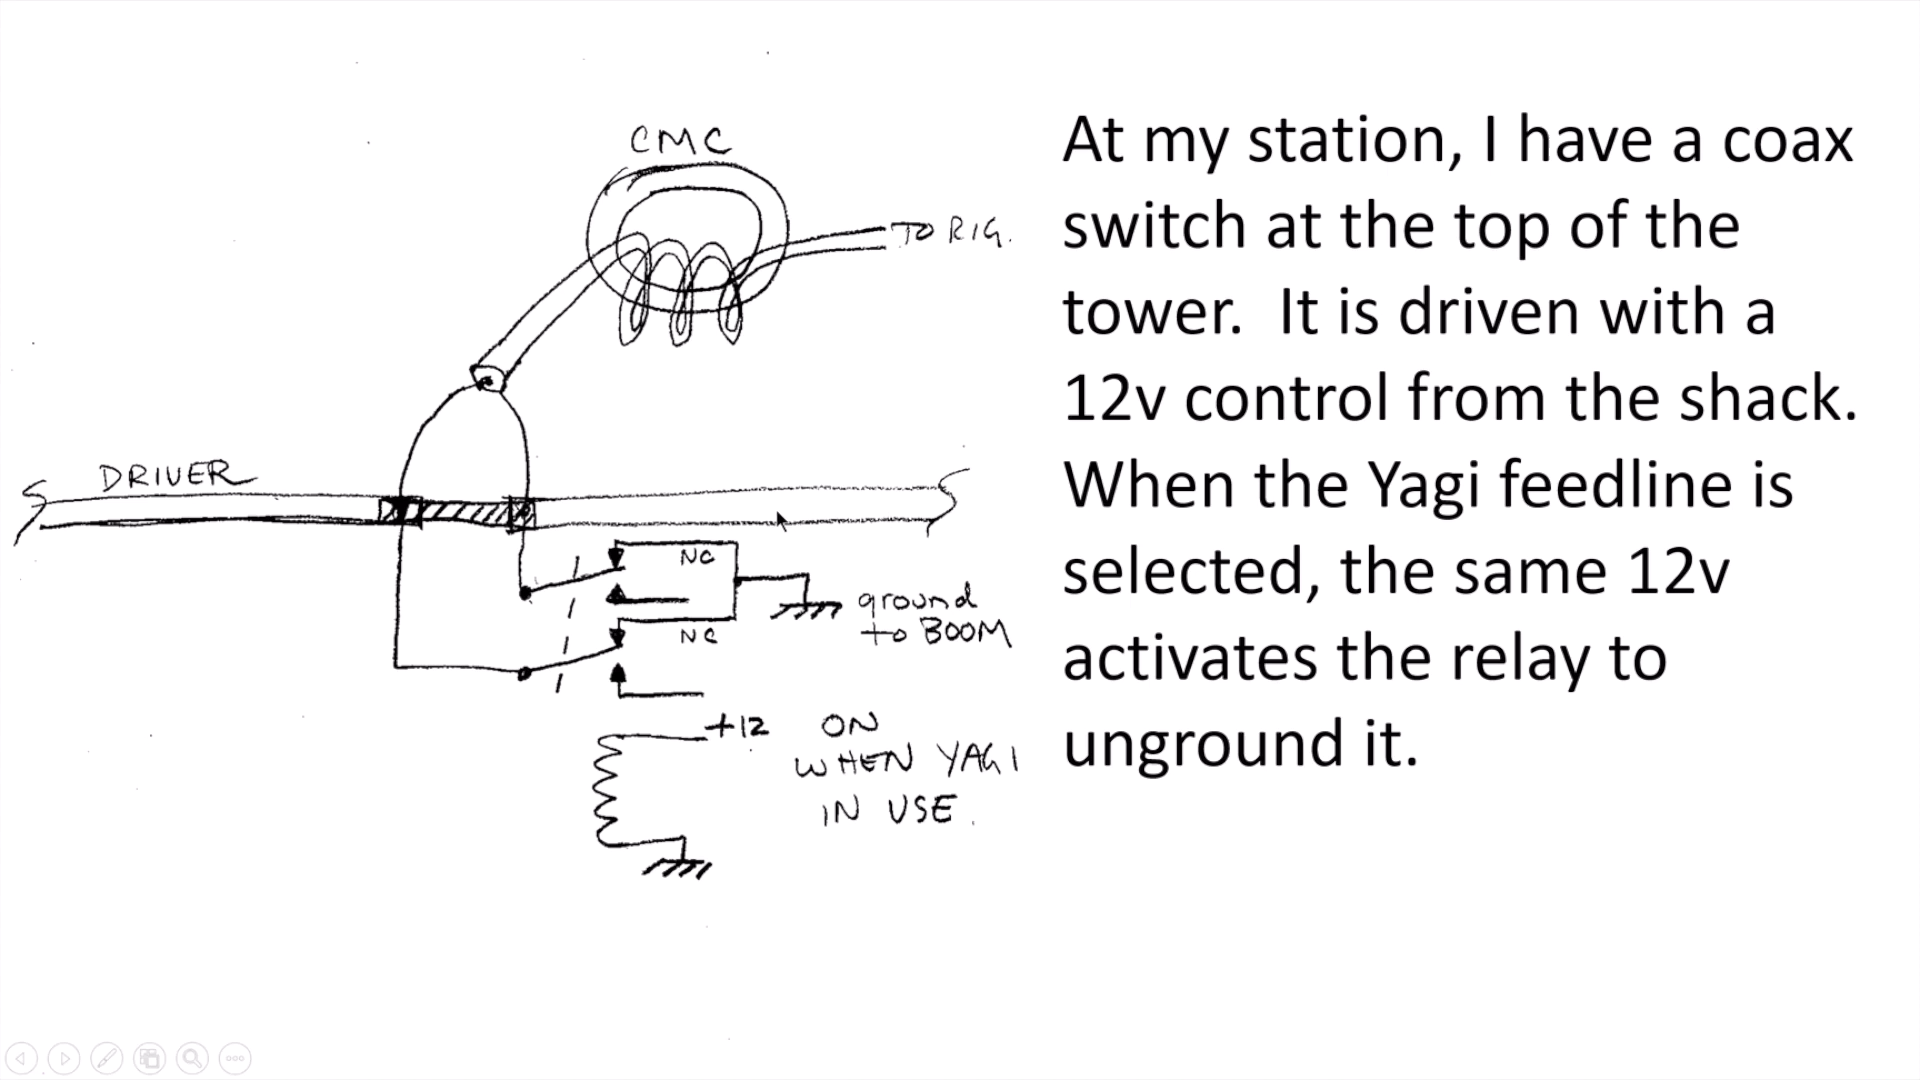 CMC
TO RIG.
DRIVER
NC
ground
to BOOM
NC
+12 ON
WHEN YAGI
IN USE.
At my station, I have a coax
switch at the top of the
tower.  It is driven with a
12v control from the shack.
When the Yagi feedline is
selected, the same 12v
activates the relay to
unground it.